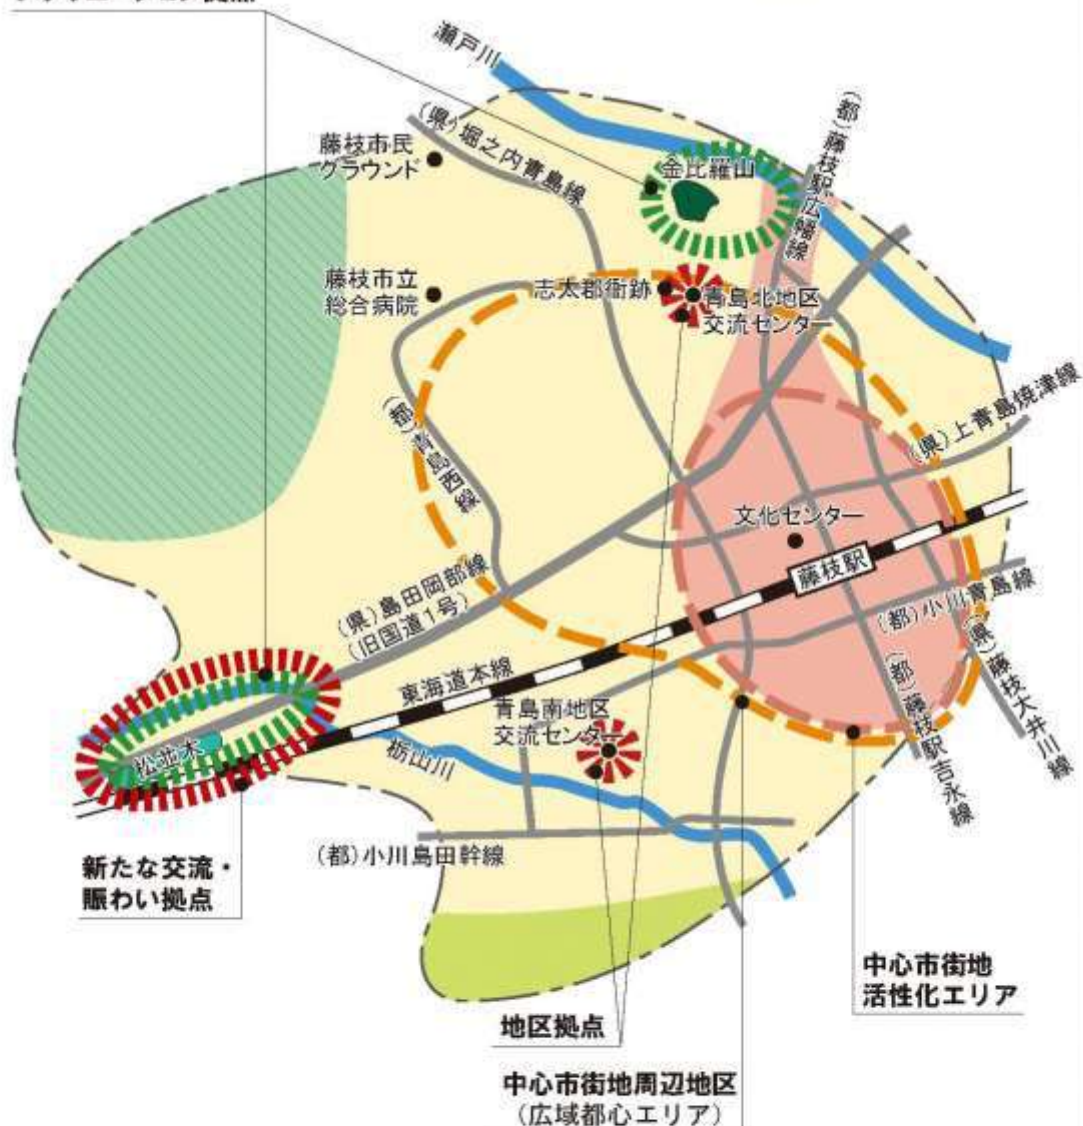 瀬戸川
(県)堀之内青島線
(都)藤枝駅広幡線
藤枝市民
グラウンド
金比羅山
藤枝市立
総合病院
志太郡衙跡
青島北地区
交流センター
(都)青島西線
(県)上青島焼津線
文化センター
藤枝駅
(県)島田岡部線
(旧国道1号)
(都)小川青島線
(県)藤枝大井川線
(都)藤枝駅吉永線
東海道本線
青島南地区
交流センター
松並木
栃山川
(都)小川島田幹線
新たな交流・
賑わい拠点
中心市街地
活性化エリア
地区拠点
中心市街地周辺地区
(広域都心エリア)